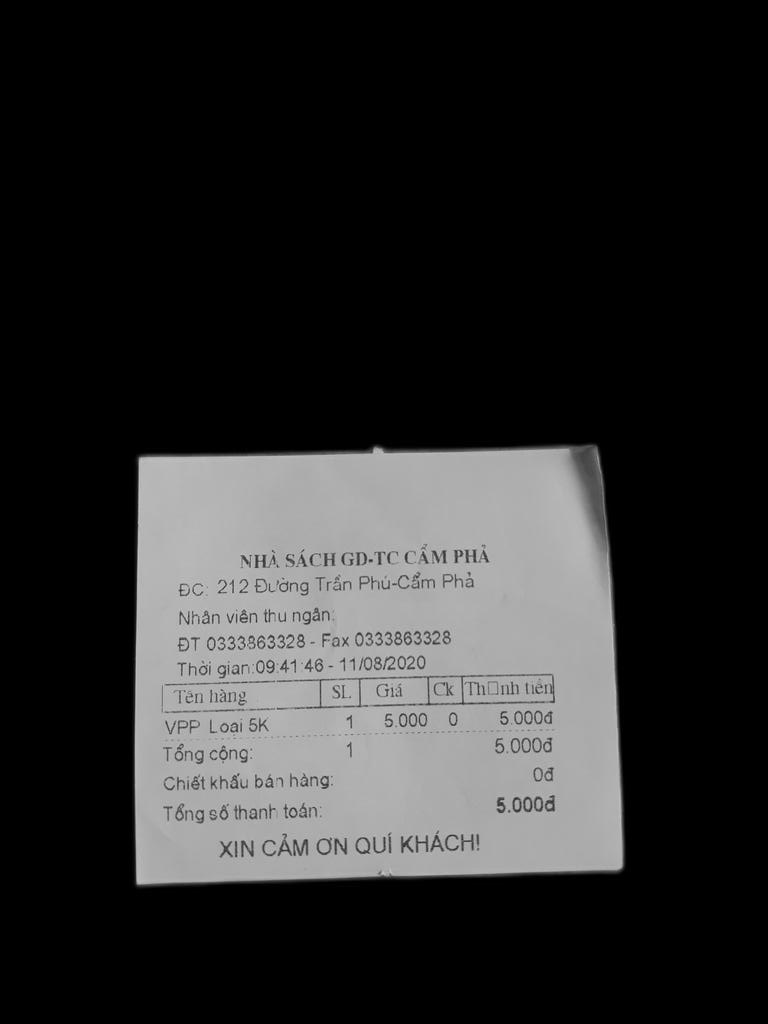 NHÀ SÁCH GD-TC CẨM PHẢ
ĐC: 212 Đường Trần Phú-Cẩm Phả
Nhân viên thu ngân:
ĐT 0333863328 - Fax 0333863328
Thời gian:09:41:46 - 11/08/2020
Tên hàng SL Giá Ck Th□nh tiền
VPP Loai 5K 1 5.000 0 5.000đ
Tổng cộng: 1 5.000đ
Chiết khấu bán hàng: 0đ
Tổng số thanh toán: 5.000đ
XIN CẢM ƠN QUÍ KHÁCH!